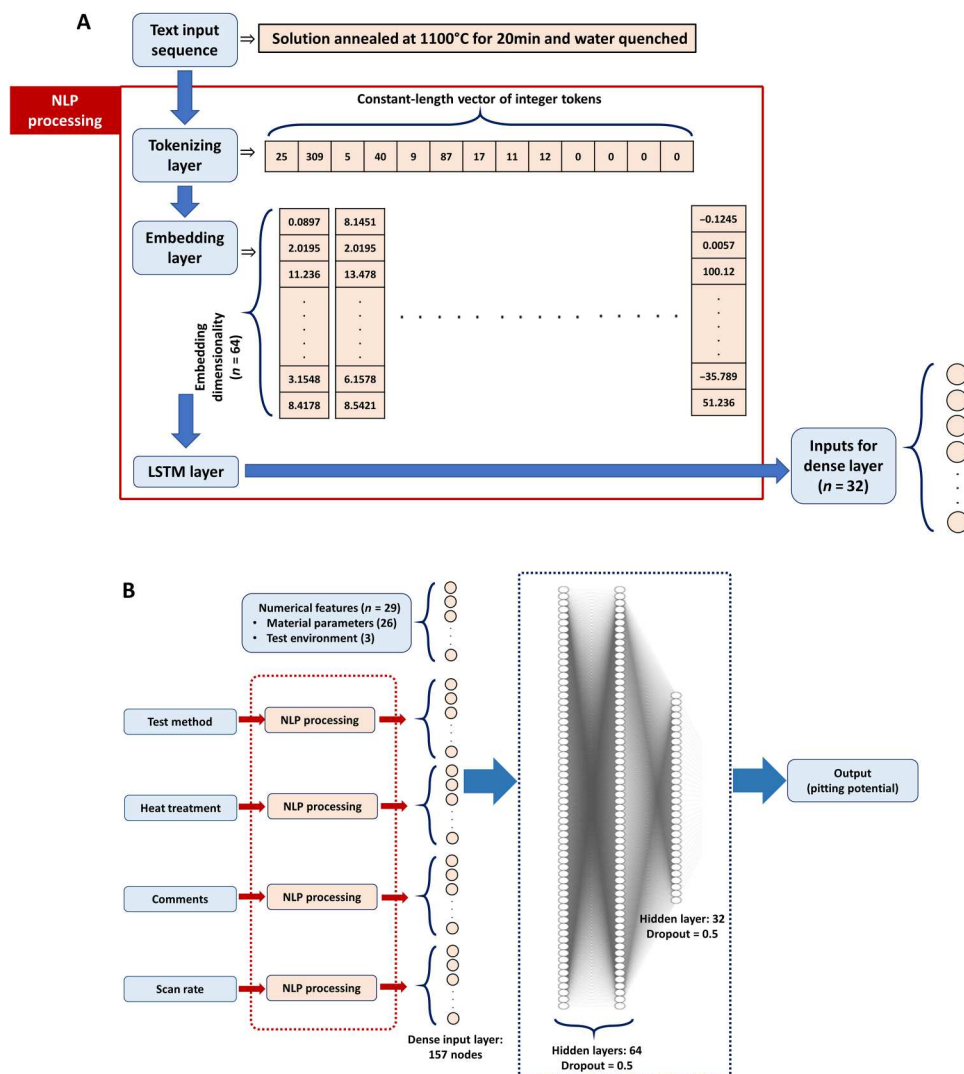 A
Text input
sequence
⇒
Solution annealed at 1100°C for 20min and water quenched
NLP
processing
Constant-length vector of integer tokens
Tokenizing
layer
⇒
25 309 5 40 9 87 17 11 12 0 0 0 0
Embedding
layer
⇒
Embedding
dimensionality
(n = 64)
0.0897 8.1451 −0.1245
2.0195 2.0195 0.0057
11.236 13.478 100.12
3.1548 6.1578 −35.789
8.4178 8.5421 51.236
LSTM layer
Inputs for
dense layer
(n = 32)
B
Numerical features (n = 29)
• Material parameters (26)
• Test environment (3)
Test method
NLP processing
Heat treatment
NLP processing
Comments
NLP processing
Scan rate
NLP processing
Dense input layer:
157 nodes
Hidden layer: 32
Dropout = 0.5
Hidden layers: 64
Dropout = 0.5
Output
(pitting potential)